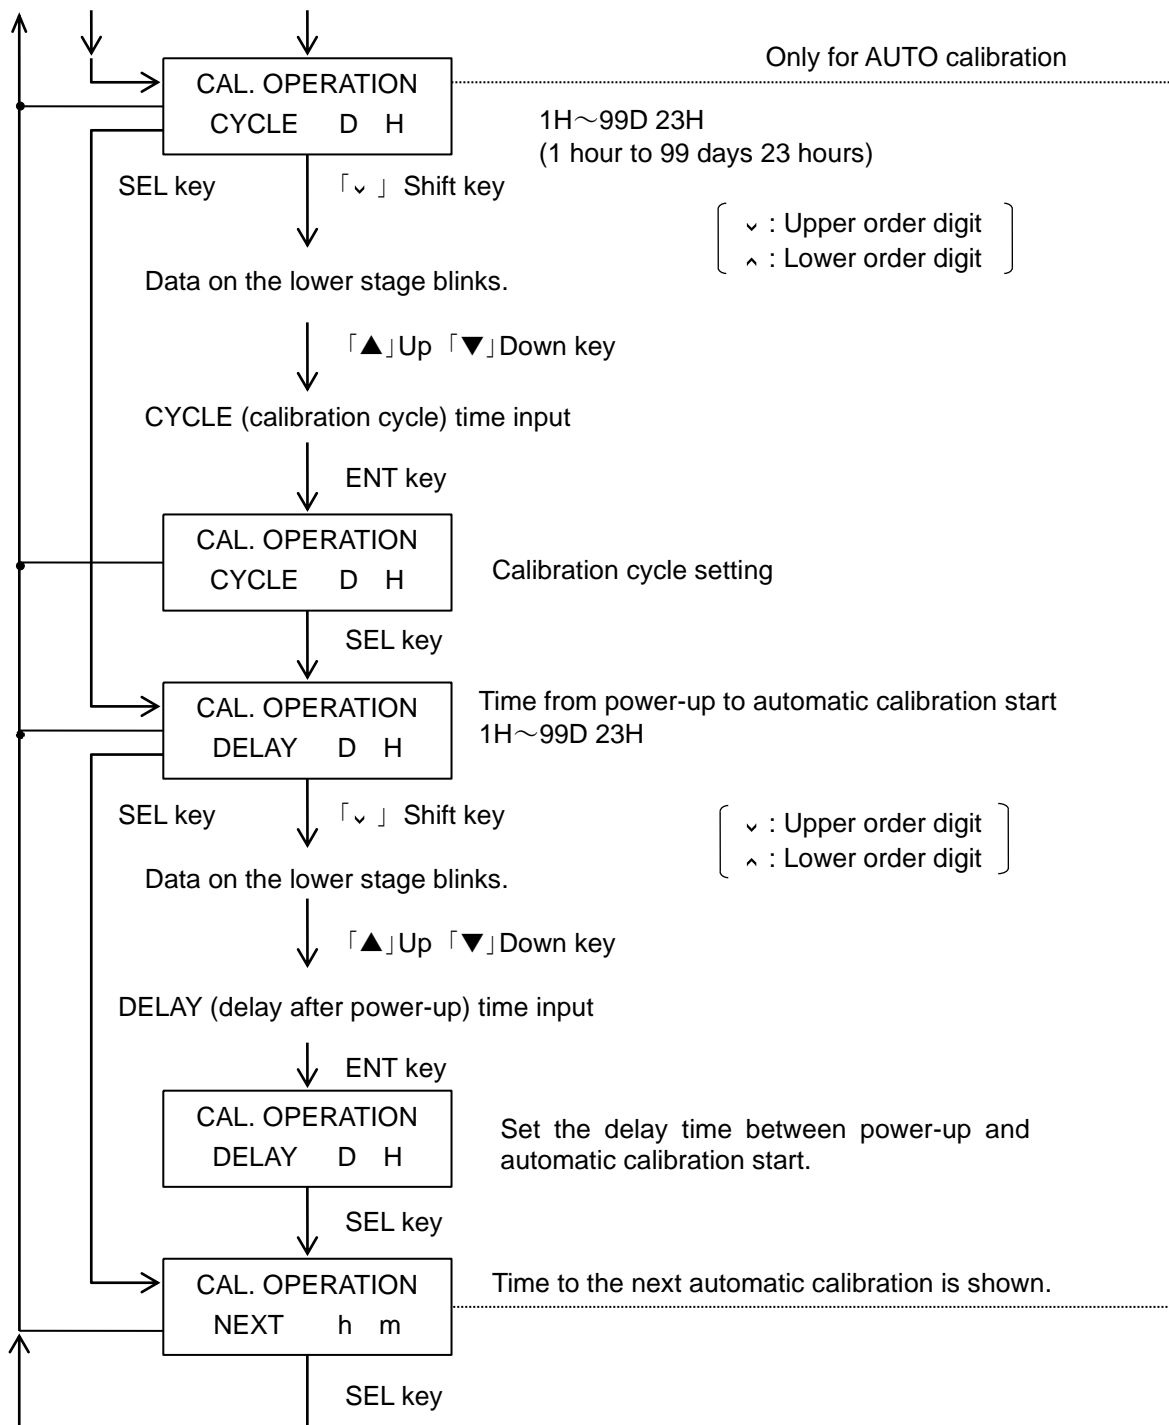 Only for AUTO calibration
CAL. OPERATION
CYCLE D H
1H～99D 23H
(1 hour to 99 days 23 hours)
SEL key
「⌄」 Shift key
⌄ : Upper order digit
⌃ : Lower order digit
Data on the lower stage blinks.
「▲」Up 「▼」Down key
CYCLE (calibration cycle) time input
ENT key
CAL. OPERATION
CYCLE D H
Calibration cycle setting
SEL key
CAL. OPERATION
DELAY D H
Time from power-up to automatic calibration start
1H～99D 23H
SEL key
「⌄」 Shift key
⌄ : Upper order digit
⌃ : Lower order digit
Data on the lower stage blinks.
「▲」Up 「▼」Down key
DELAY (delay after power-up) time input
ENT key
CAL. OPERATION
DELAY D H
Set the delay time between power-up and
automatic calibration start.
SEL key
CAL. OPERATION
NEXT h m
Time to the next automatic calibration is shown.
SEL key